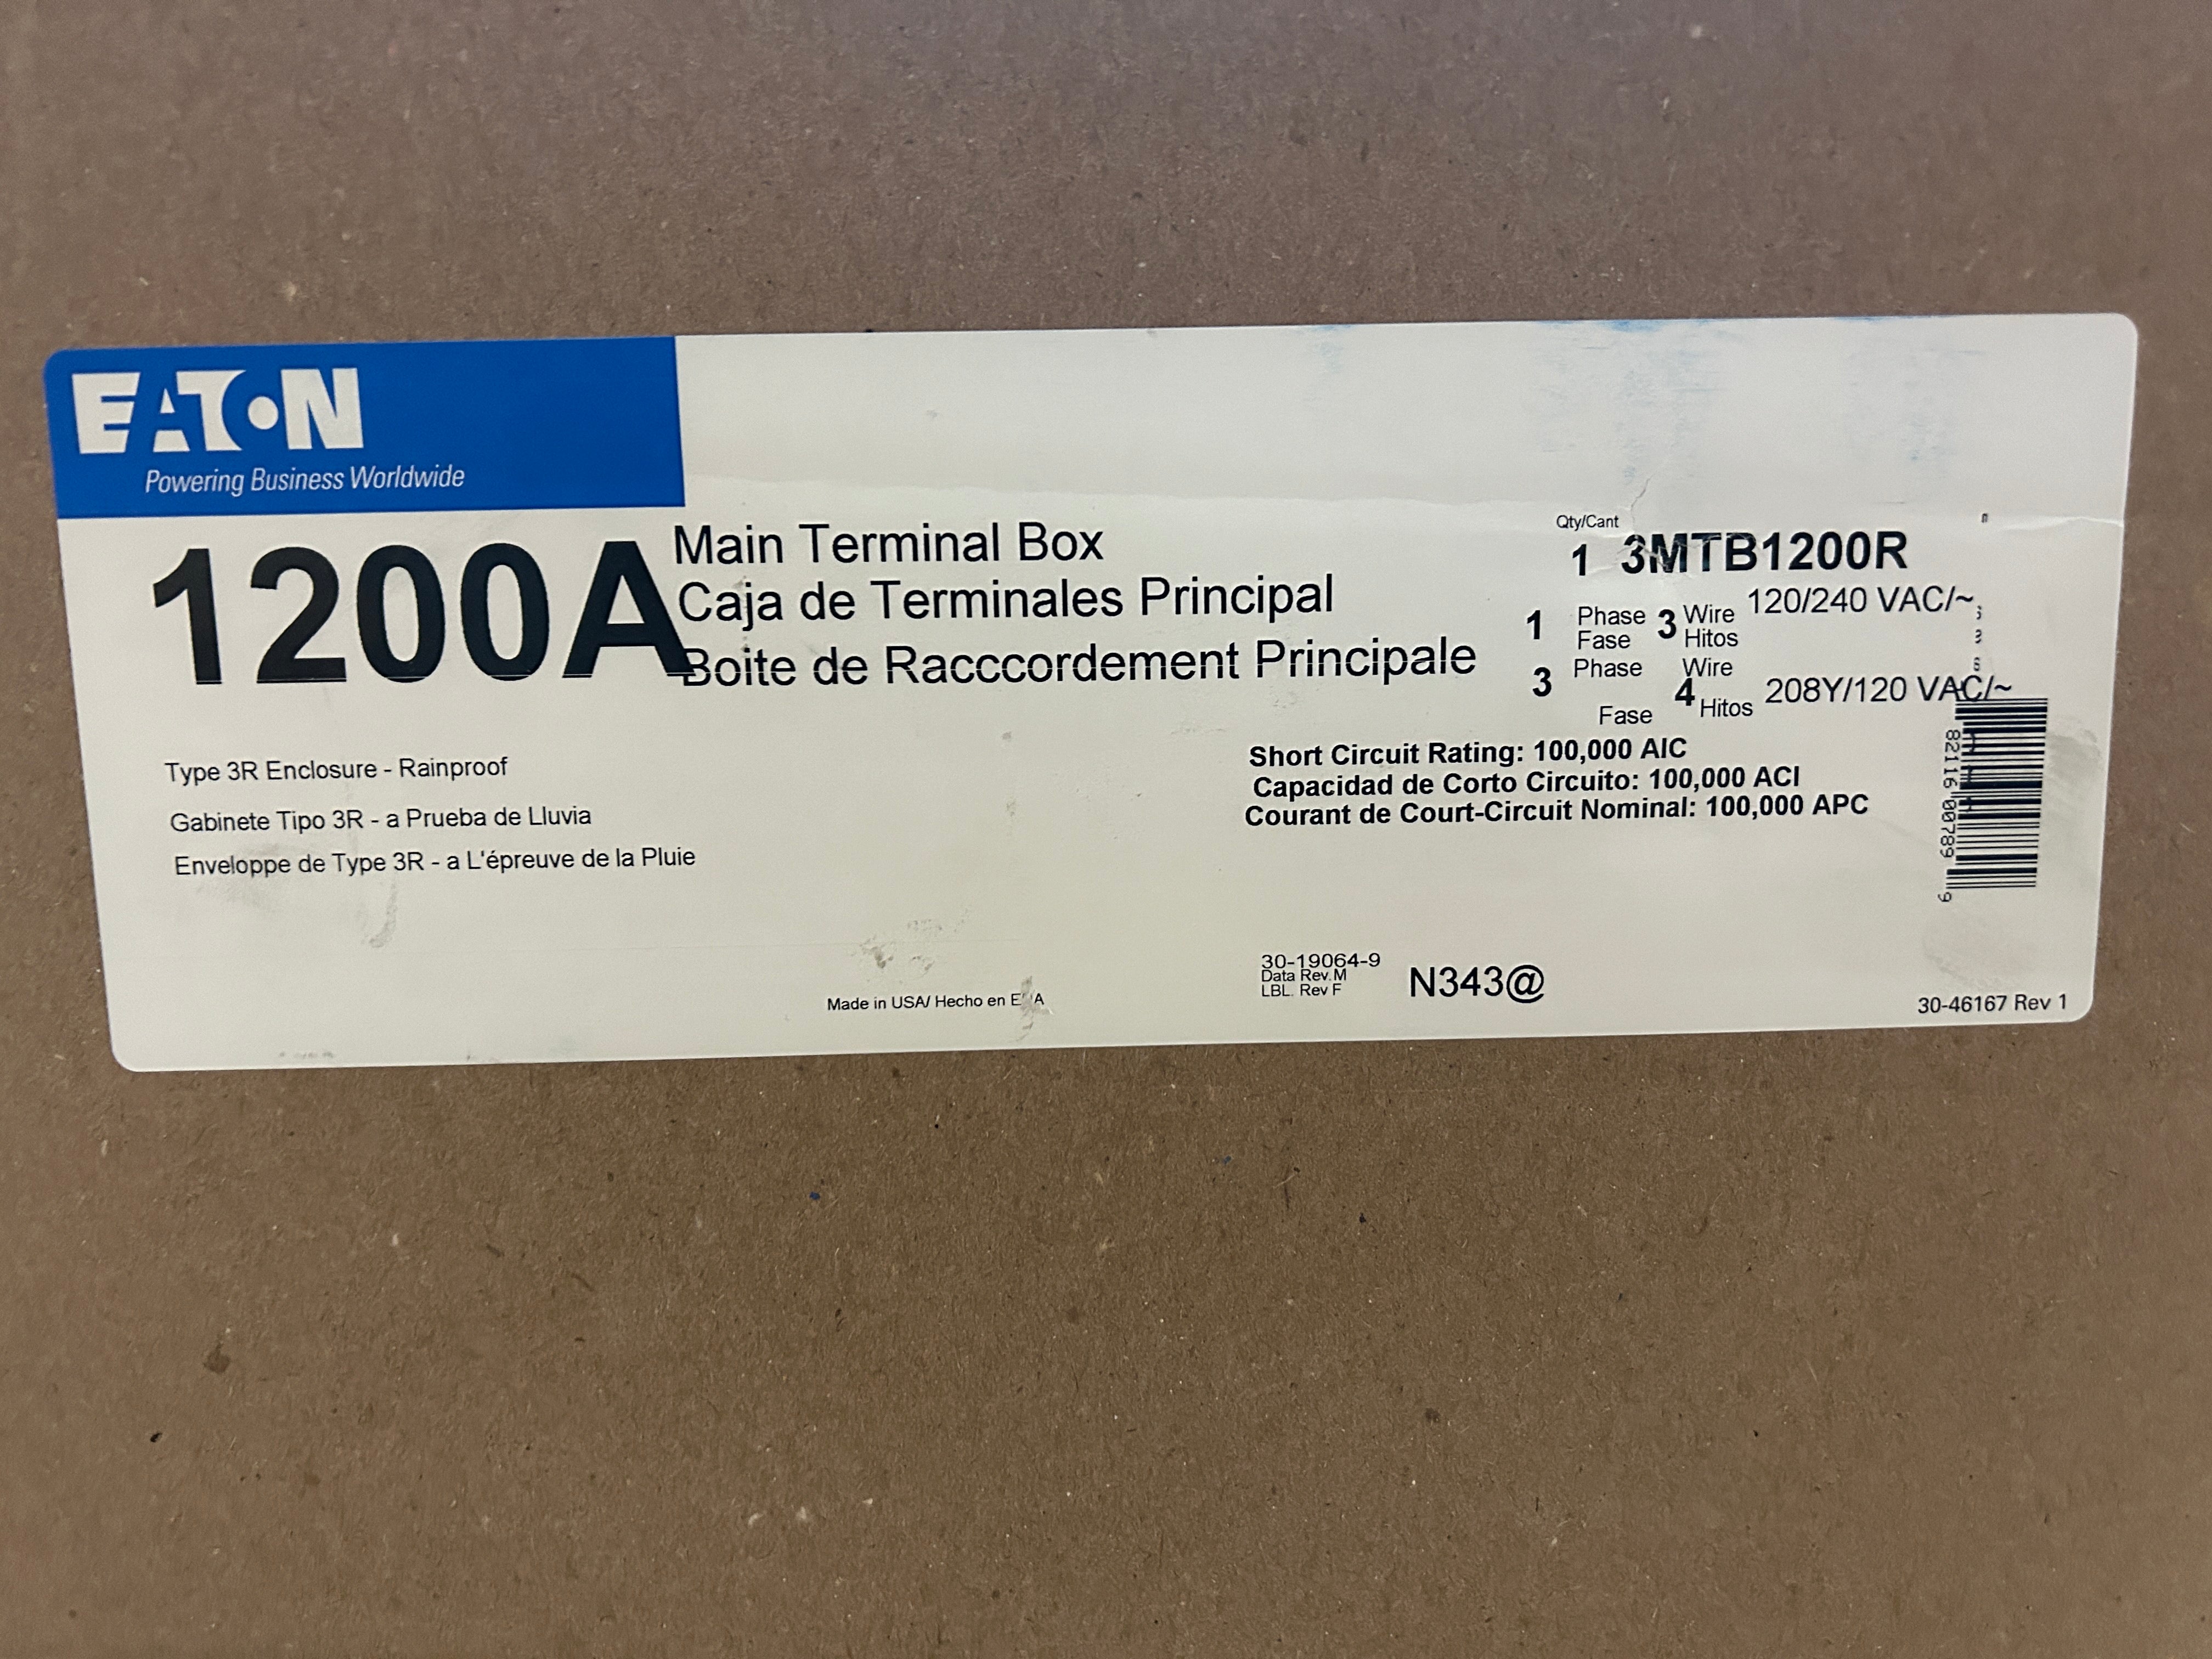 EATON
Powering Business Worldwide
1200A
Main Terminal Box
Caja de Terminales Principal
Boite de Racccordement Principale
Qty/Cant
1 3MTB1200R
1 Phase 3 Wire 120/240 VAC/~
Fase Hitos
3 Phase 4 Wire 208Y/120 VAC/~
Fase Hitos
Type 3R Enclosure - Rainproof
Gabinete Tipo 3R - a Prueba de Lluvia
Enveloppe de Type 3R - a L'épreuve de la Pluie
Short Circuit Rating: 100,000 AIC
Capacidad de Corto Circuito: 100,000 ACI
Courant de Court-Circuit Nominal: 100,000 APC
82116 00789 9
Made in USA/ Hecho en
30-19064-9
Data Rev.M
LBL. Rev F
N343@
30-46167 Rev 1